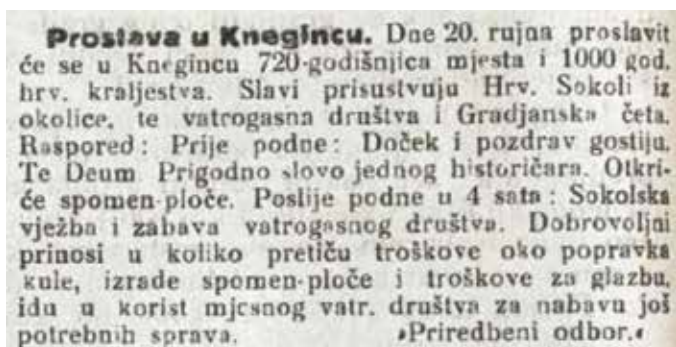 Proslava u Knegincu. Dne 20. rujna proslavit
će se u Knegincu 720-godišnjica mjesta i 1000 god.
hrv. kraljestva. Slavi prisustvuju Hrv. Sokoli iz
okolice, te vatrogasna društva i Gradjanska četa.
Raspored: Prije podne: Doček i pozdrav gostiju.
Te Deum. Prigodno slovo jednog historičara. Otkri-
će spomen-ploče. Poslije podne u 4 sata: Sokolska
vježba i zabava vatrogasnog društva. Dobrovoljni
prinosi u koliko pretiču troškove oko popravka
kule, izrade spomen-ploče i troškove za glazbu,
idu u korist mjesnog vatr. društva za nabavu još
potrebnih sprava. »Priredbeni odbor.«